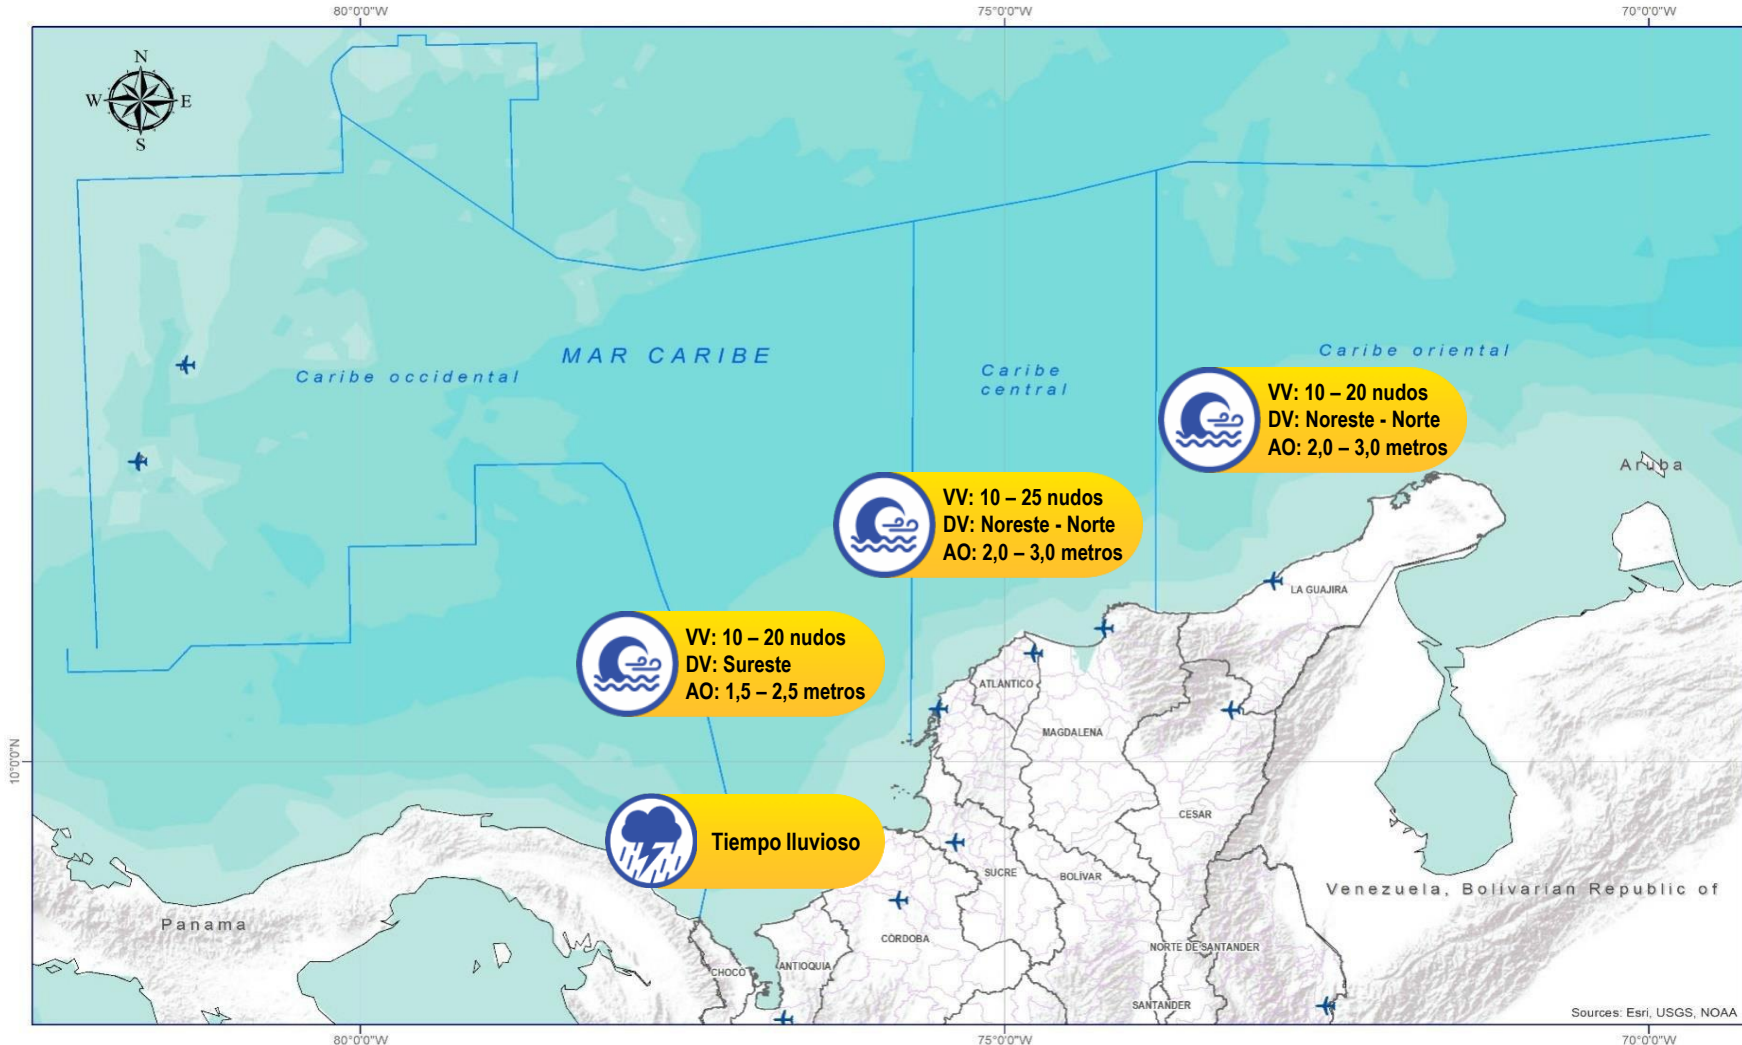 80°0'0"W
75°0'0"W
70°0'0"W
N
W
E
S
MAR CARIBE
Caribe occidental
Caribe
central
Caribe oriental
VV: 10 – 20 nudos
DV: Noreste - Norte
AO: 2,0 – 3,0 metros
Aruba
VV: 10 – 25 nudos
DV: Noreste - Norte
AO: 2,0 – 3,0 metros
LA GUAJIRA
VV: 10 – 20 nudos
DV: Sureste
AO: 1,5 – 2,5 metros
ATLÁNTICO
MAGDALENA
10°0'0"N
CESAR
Tiempo lluvioso
SUCRE
BOLÍVAR
Venezuela, Bolivarian Republic of
Panama
CÓRDOBA
NORTE DE SANTANDER
CHOCÓ
ANTIOQUIA
SANTANDER
Sources: Esri, USGS, NOAA
80°0'0"W
75°0'0"W
70°0'0"W